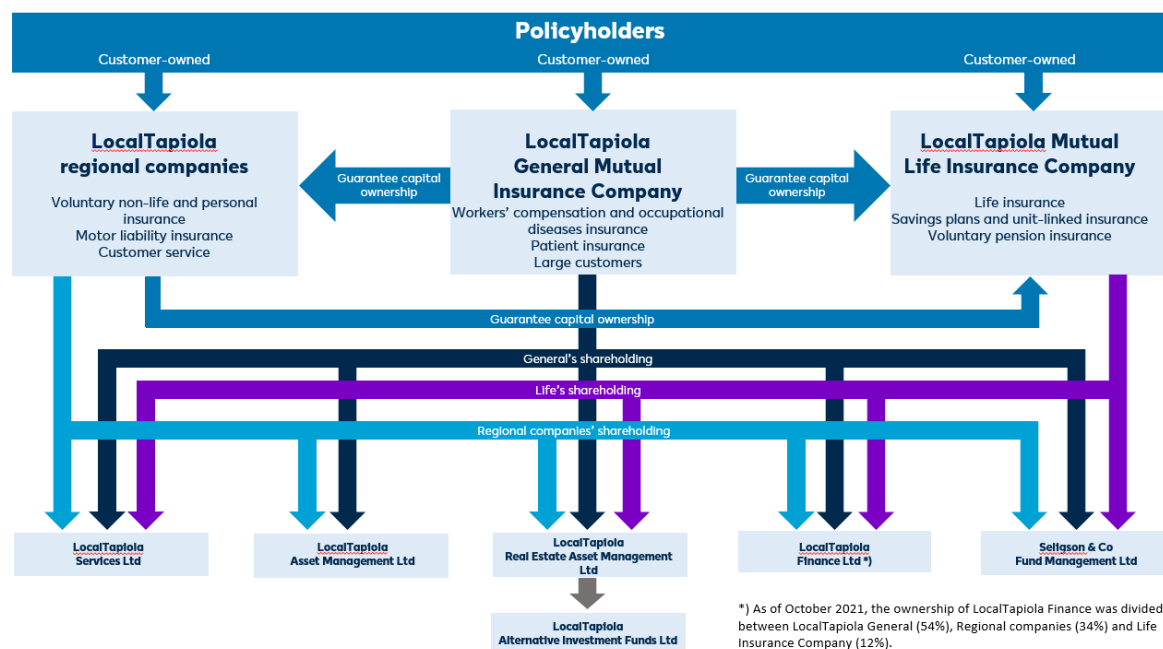 Policyholders
Customer-owned
Customer-owned
Customer-owned
LocalTapiola
regional companies
Voluntary non-life and personal
insurance
Motor liability insurance
Customer service
Guarantee capital
ownership
LocalTapiola
General Mutual
Insurance Company
Workers' compensation and occupational
diseases insurance
Patient insurance
Large customers
Guarantee capital
ownership
LocalTapiola Mutual
Life Insurance Company
Life insurance
Savings plans and unit-linked insurance
Voluntary pension insurance
Guarantee capital ownership
General's shareholding
Life's shareholding
Regional companies' shareholding
LocalTapiola
Services Ltd
LocalTapiola
Asset Management Ltd
LocalTapiola
Real Estate Asset Management
Ltd
LocalTapiola
Finance Ltd *)
Seligson & Co
Fund Management Ltd
LocalTapiola
Alternative Investment Funds Ltd
*) As of October 2021, the ownership of LocalTapiola Finance was divided
between LocalTapiola General (54%), Regional companies (34%) and Life
Insurance Company (12%).